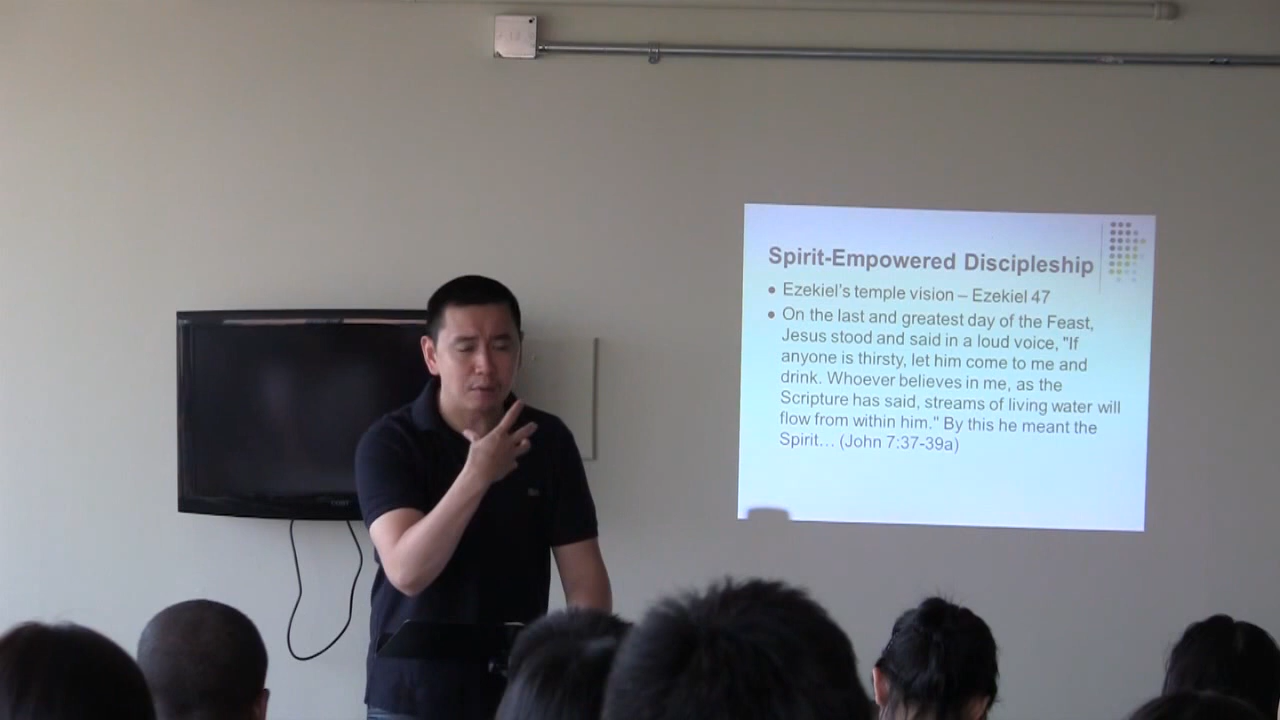 Spirit-Empowered Discipleship
• Ezekiel's temple vision – Ezekiel 47
• On the last and greatest day of the Feast,
Jesus stood and said in a loud voice, "If
anyone is thirsty, let him come to me and
drink. Whoever believes in me, as the
Scripture has said, streams of living water will
flow from within him." By this he meant the
Spirit… (John 7:37-39a)